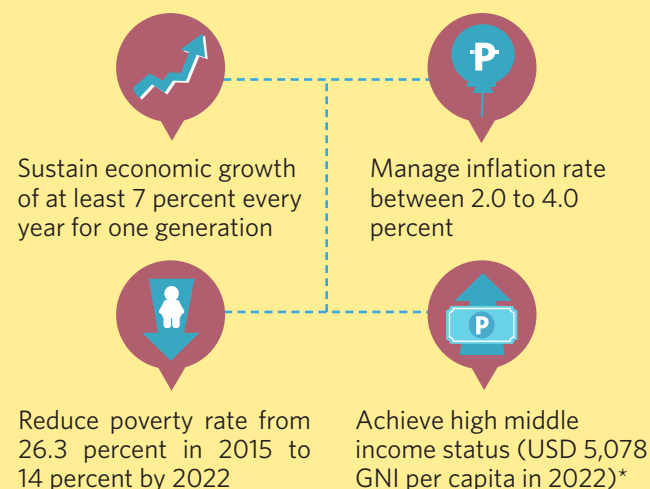 ₱
Sustain economic growth
of at least 7 percent every
year for one generation
Manage inflation rate
between 2.0 to 4.0
percent
P
Reduce poverty rate from
26.3 percent in 2015 to
14 percent by 2022
Achieve high middle
income status (USD 5,078
GNI per capita in 2022)*